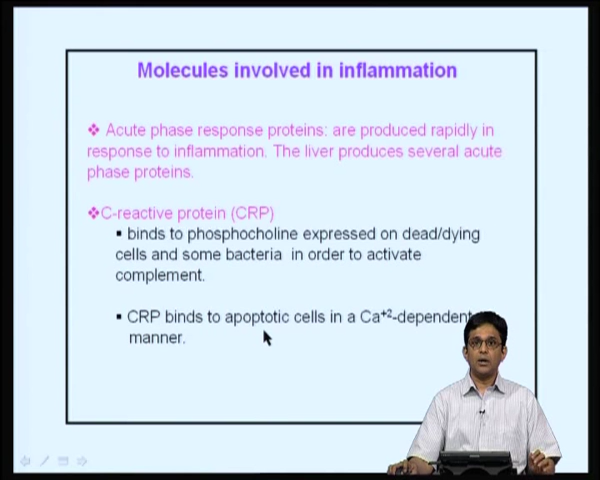 Molecules involved in inflammation
❖ Acute phase response proteins: are produced rapidly in
response to inflammation. The liver produces several acute
phase proteins.
❖C-reactive protein (CRP)
▪ binds to phosphocholine expressed on dead/dying
cells and some bacteria in order to activate
complement.
▪ CRP binds to apoptotic cells in a Ca⁺²-dependent
manner.